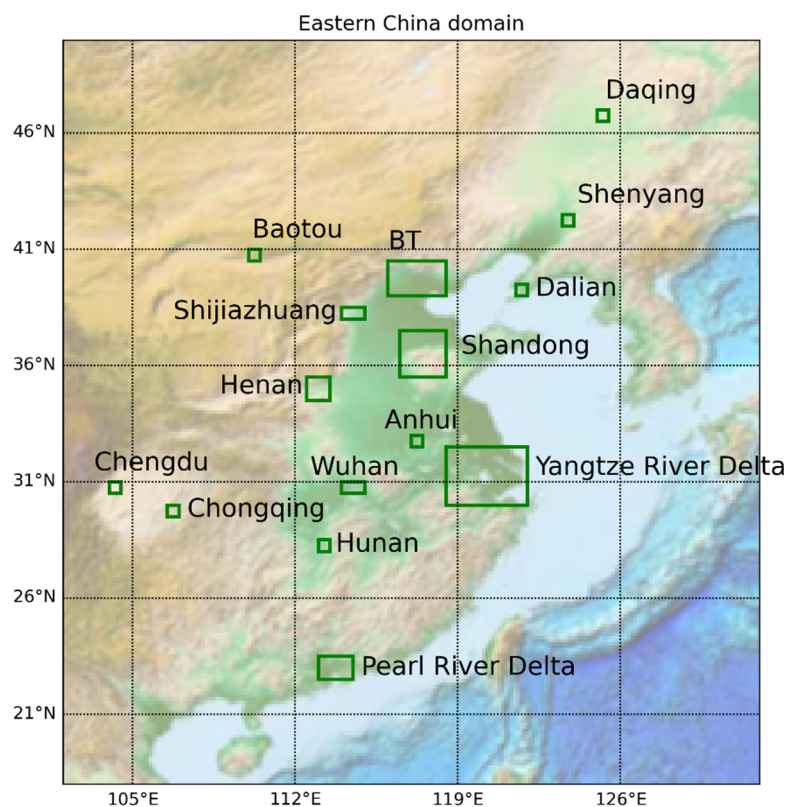 Eastern China domain
Daqing
46°N
Shenyang
Baotou
BT
41°N
Dalian
Shijiazhuang
Shandong
36°N
Henan
Anhui
Chengdu
Wuhan
Yangtze River Delta
31°N
Chongqing
Hunan
26°N
Pearl River Delta
21°N
105°E 112°E 119°E 126°E